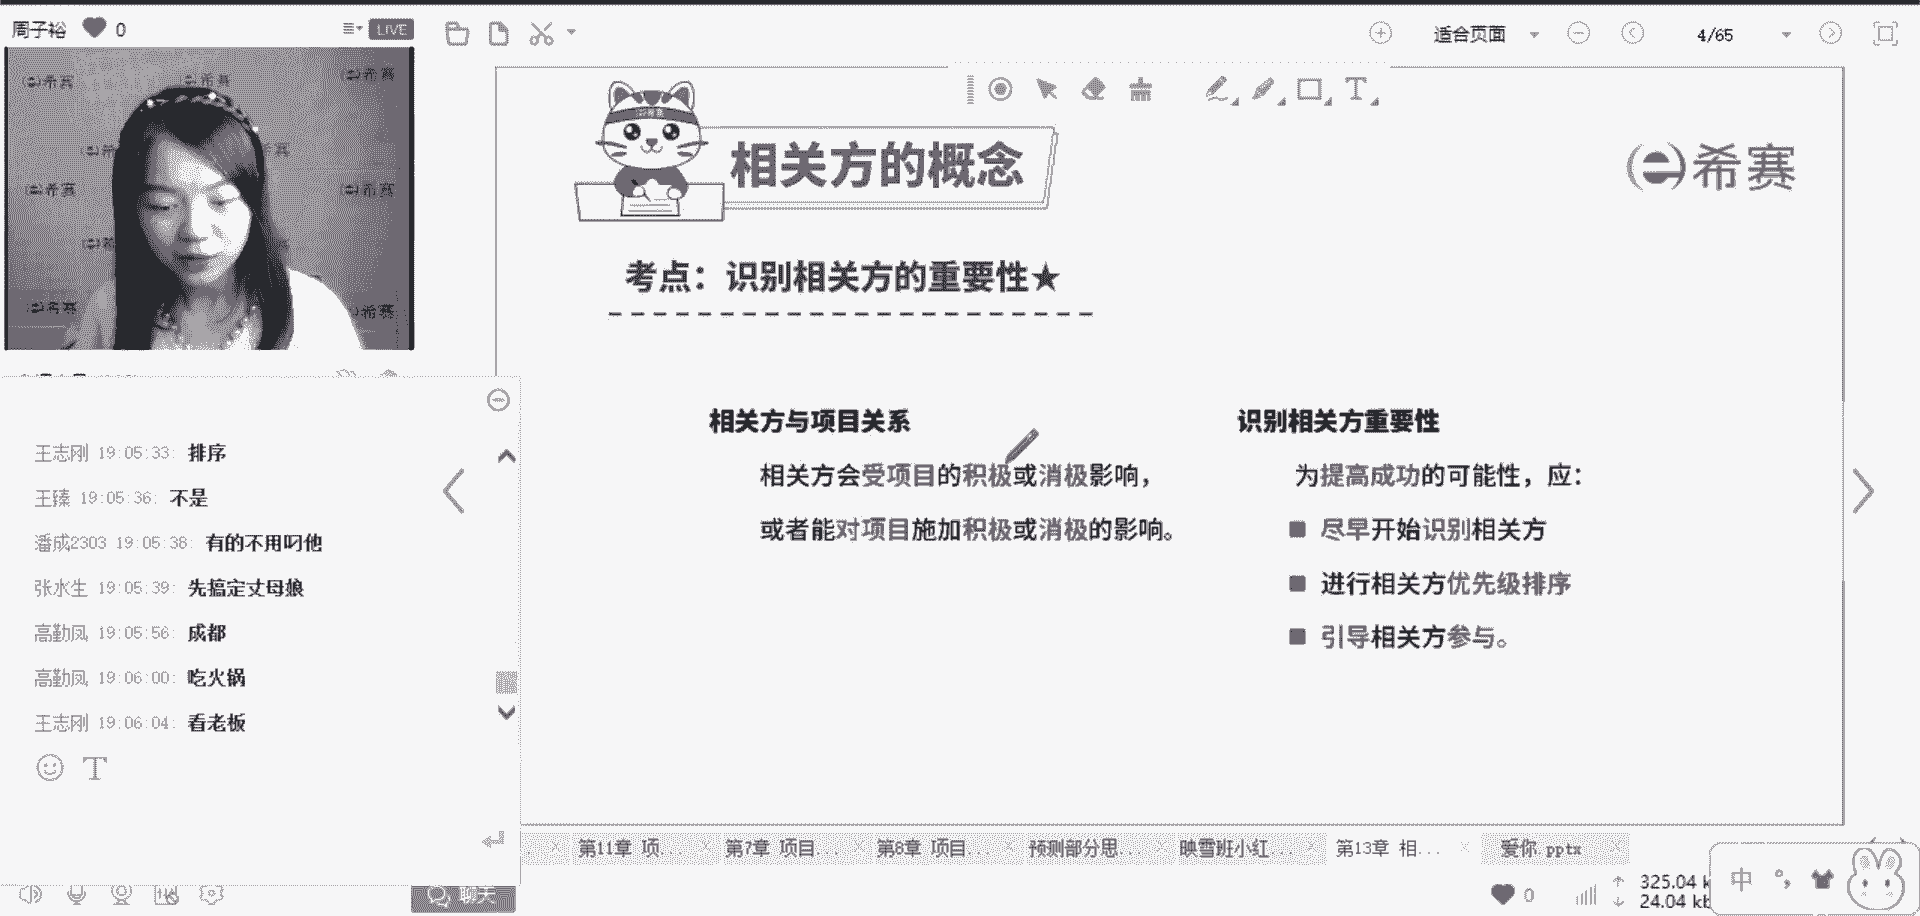 周子裕 0 LIVE
适合页面 4/65
希赛
相关方的概念
希赛
考点：识别相关方的重要性★
相关方与项目关系
相关方会受项目的积极或消极影响，
或者能对项目施加积极或消极的影响。
识别相关方重要性
为提高成功的可能性，应：
尽早开始识别相关方
进行相关方优先级排序
引导相关方参与。
王志刚 19:05:33: 排序
王臻 19:05:36: 不是
潘成2303 19:05:38: 有的不用叼他
张水生 19:05:39: 先搞定丈母娘
高勤凤 19:05:56: 成都
高勤凤 19:06:00: 吃火锅
王志刚 19:06:04: 看老板
聊天
第11章 项...
第7章 项目...
第8章 项目...
预测部分思...
映雪班小红...
第13章 相...
爱你.pptx
0
325.04 k
24.04 kb
中